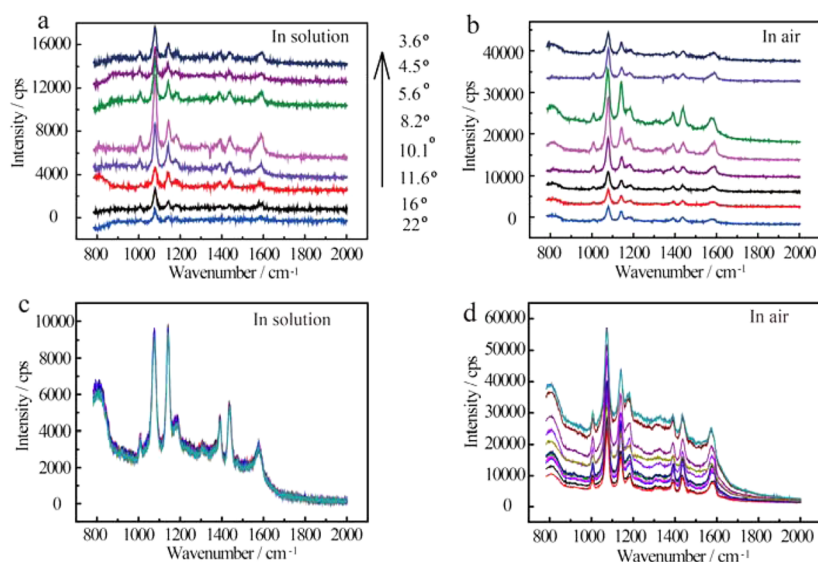 a
In solution
16000
12000
8000
4000
0
Intensity / cps
800 1000 1200 1400 1600 1800 2000
Wavenumber / cm-1
3.6°
4.5°
5.6°
8.2°
10.1°
11.6°
16°
22°
b
In air
40000
30000
20000
10000
0
Intensity / cps
800 1000 1200 1400 1600 1800 2000
Wavenumber / cm-1
c
In solution
10000
8000
6000
4000
2000
0
Intensity / cps
800 1000 1200 1400 1600 1800 2000
Wavenumber / cm-1
d
In air
60000
50000
40000
30000
20000
10000
0
Intensity / cps
800 1000 1200 1400 1600 1800 2000
Wavenumber / cm-1